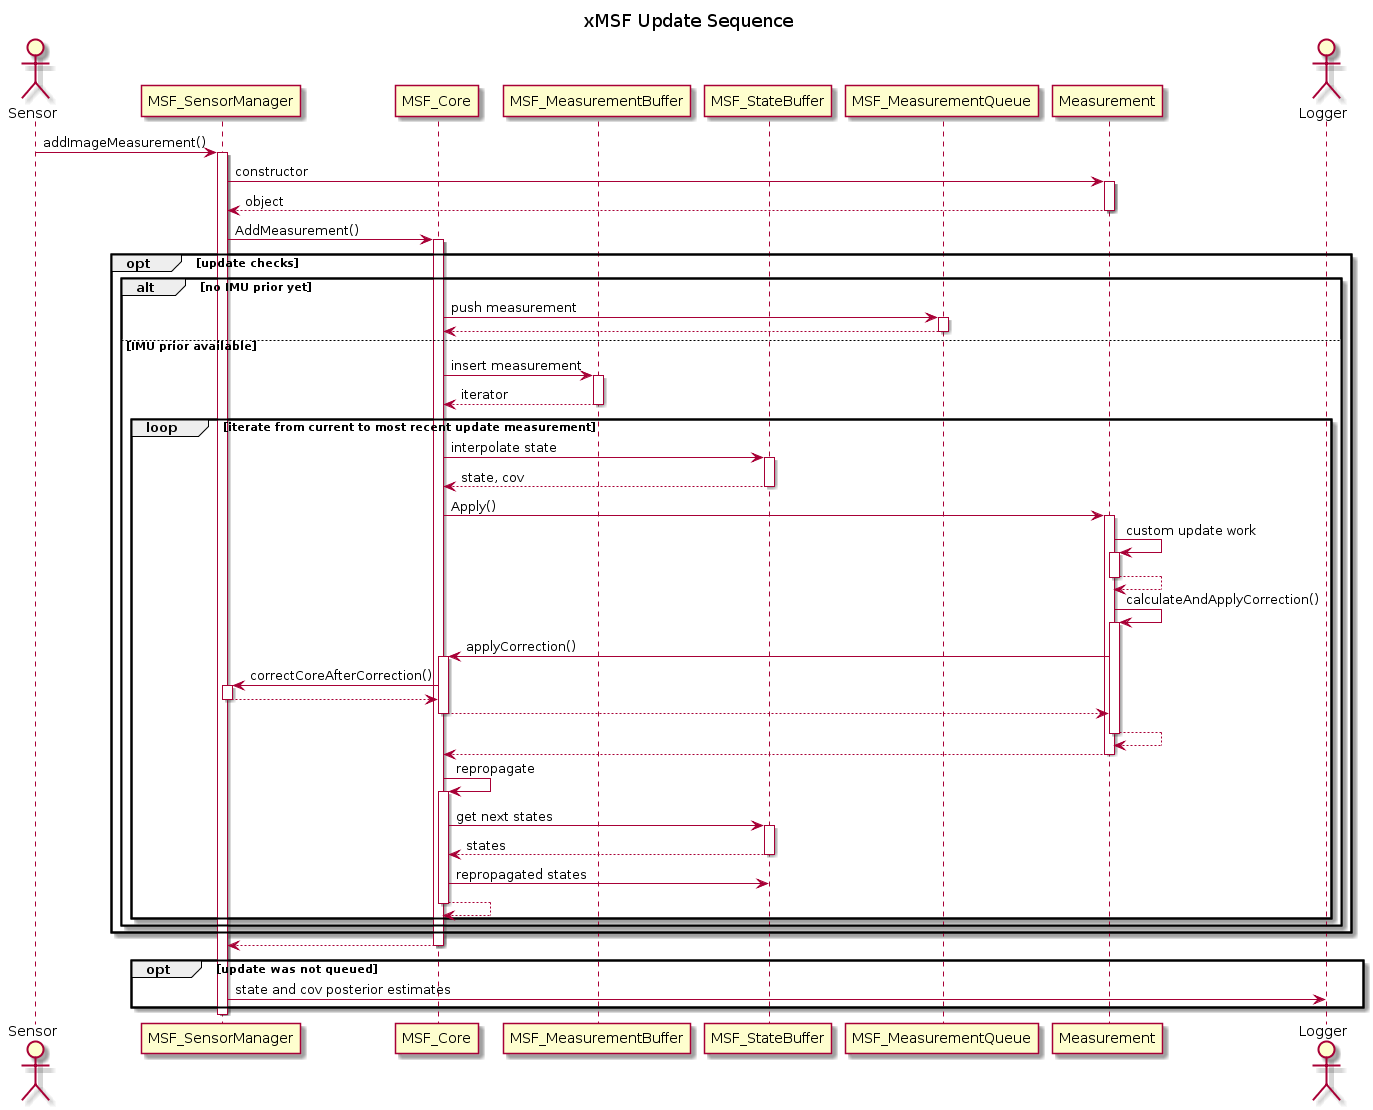 xMSF Update Sequence
Sensor
MSF_SensorManager
MSF_Core
MSF_MeasurementBuffer
MSF_StateBuffer
MSF_MeasurementQueue
Measurement
Logger
addImageMeasurement()
constructor
object
AddMeasurement()
opt [update checks]
alt [no IMU prior yet]
push measurement
[IMU prior available]
insert measurement
iterator
loop [iterate from current to most recent update measurement]
interpolate state
state, cov
Apply()
custom update work
calculateAndApplyCorrection()
applyCorrection()
correctCoreAfterCorrection()
repropagate
get next states
states
repropagated states
opt [update was not queued]
state and cov posterior estimates
Sensor
MSF_SensorManager
MSF_Core
MSF_MeasurementBuffer
MSF_StateBuffer
MSF_MeasurementQueue
Measurement
Logger